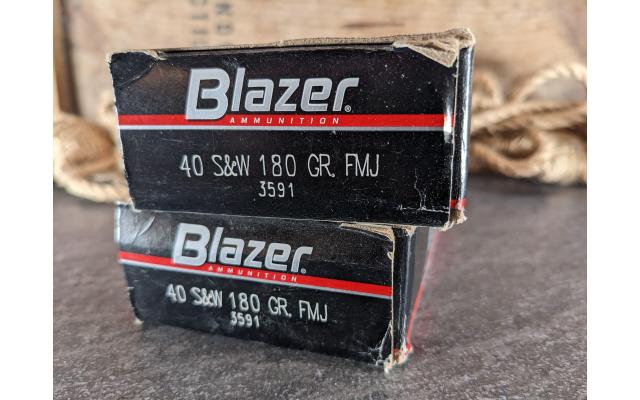 Blazer®
AMMUNITION
40 S&W 180 GR. FMJ
3591
Blazer®
AMMUNITION
40 S&W 180 GR. FMJ
3591